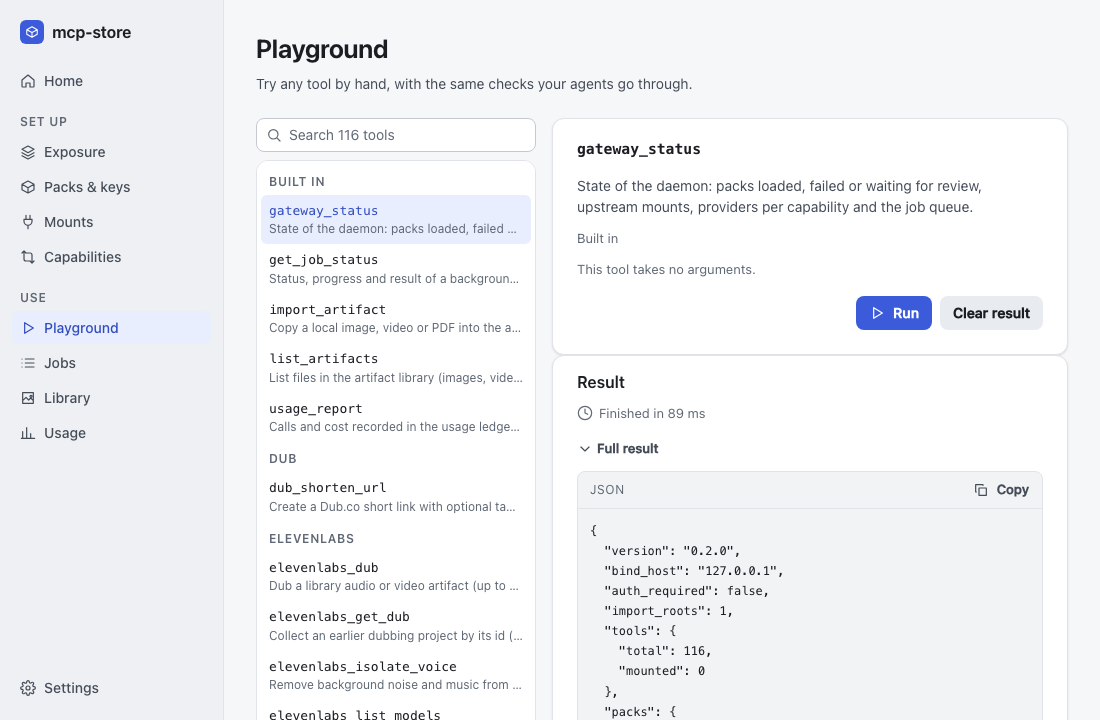 mcp-store
Home
SET UP
Exposure
Packs & keys
Mounts
Capabilities
USE
Playground
Jobs
Library
Usage
Settings
Playground
Try any tool by hand, with the same checks your agents go through.
Search 116 tools
BUILT IN
gateway_status
State of the daemon: packs loaded, failed ...
get_job_status
Status, progress and result of a backgroun...
import_artifact
Copy a local image, video or PDF into the a...
list_artifacts
List files in the artifact library (images, vide...
usage_report
Calls and cost recorded in the usage ledge...
DUB
dub_shorten_url
Create a Dub.co short link with optional ta...
ELEVENLABS
elevenlabs_dub
Dub a library audio or video artifact (up to ...
elevenlabs_get_dub
Collect an earlier dubbing project by its id (...
elevenlabs_isolate_voice
Remove background noise and music from ...
elevenlabs_list_models
gateway_status
State of the daemon: packs loaded, failed or waiting for review,
upstream mounts, providers per capability and the job queue.
Built in
This tool takes no arguments.
Run
Clear result
Result
Finished in 89 ms
Full result
JSON
Copy
{
  "version": "0.2.0",
  "bind_host": "127.0.0.1",
  "auth_required": false,
  "import_roots": 1,
  "tools": {
    "total": 116,
    "mounted": 0
  },
  "packs": {